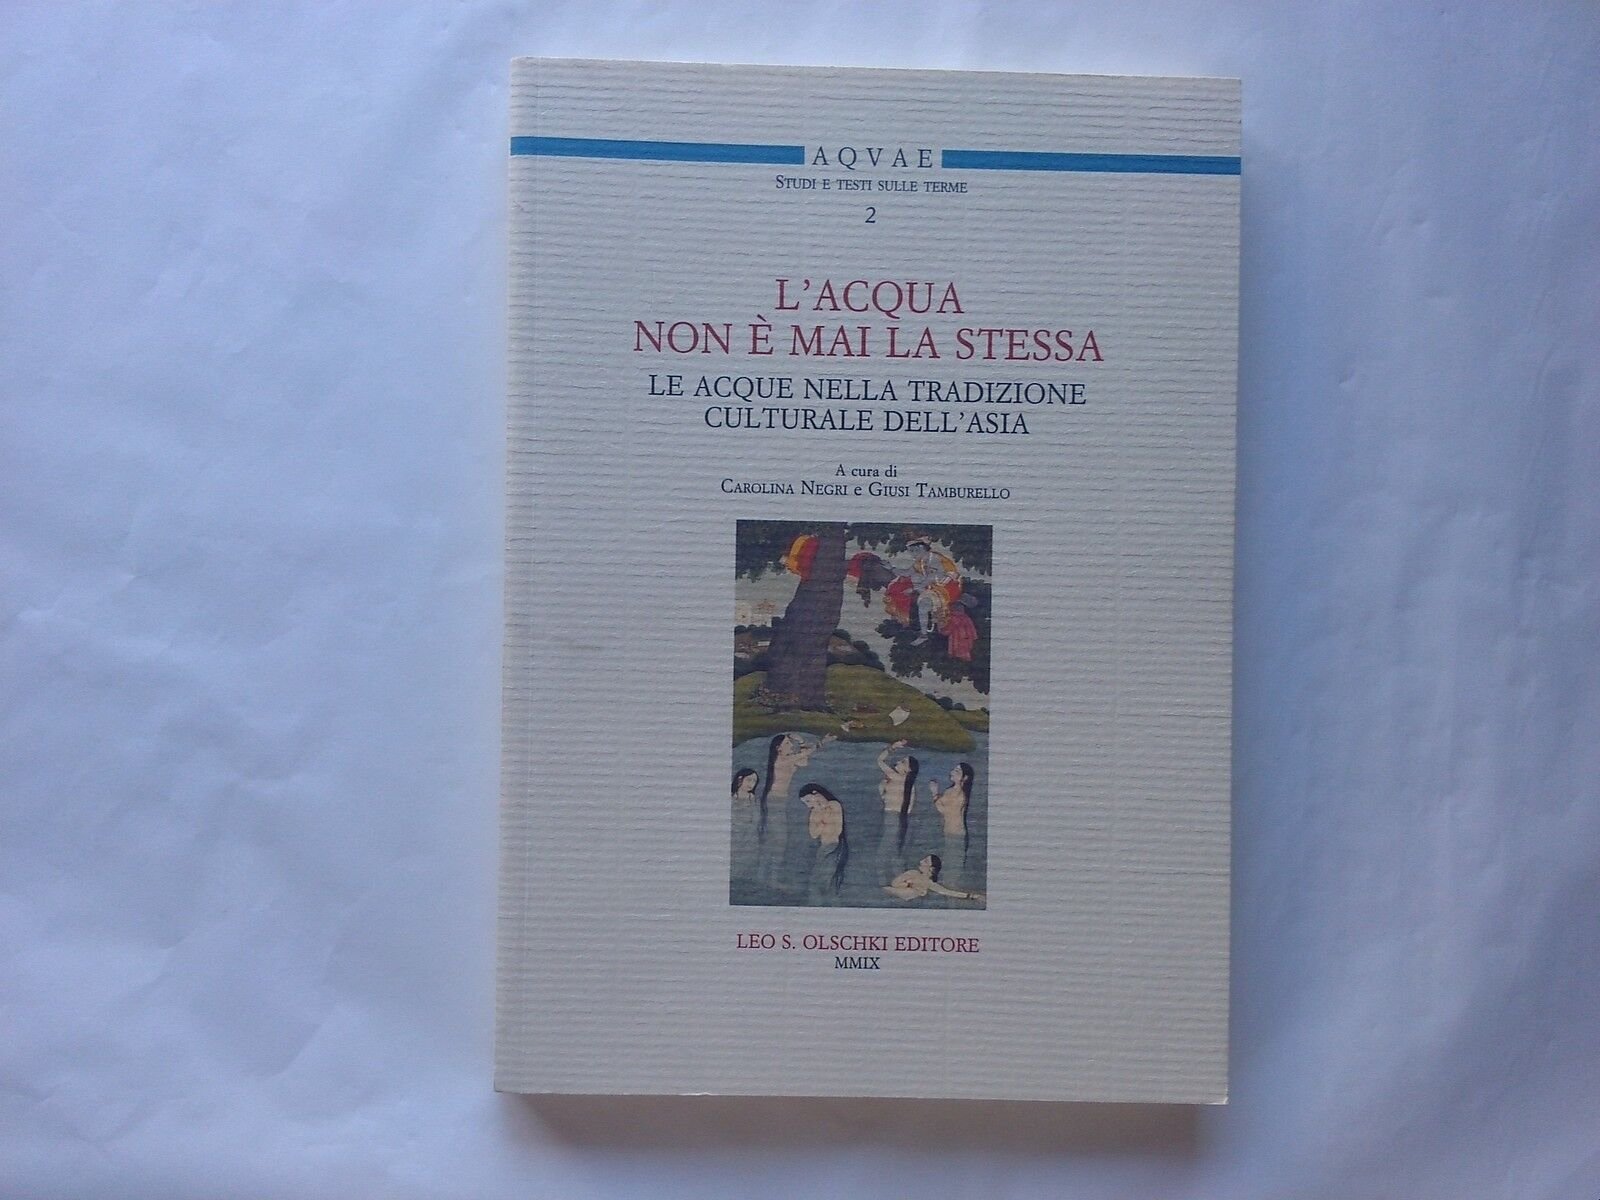 AQVAE
STUDI E TESTI SULLE TERME
2
L'ACQUA
NON È MAI LA STESSA
LE ACQUE NELLA TRADIZIONE
CULTURALE DELL'ASIA
A cura di
CAROLINA NEGRI e GIUSI TAMBURELLO
LEO S. OLSCHKI EDITORE
MMIX